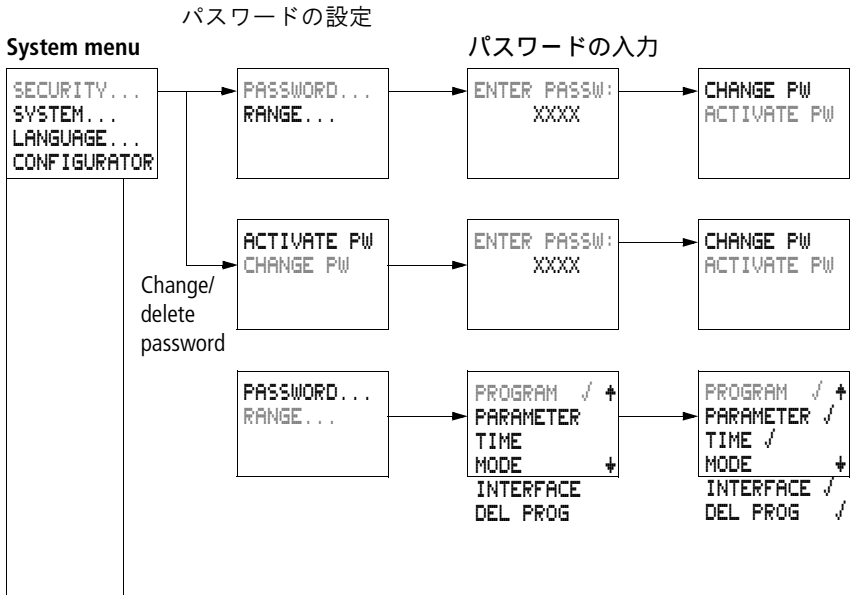 パスワードの設定
System menu
パスワードの入力
SECURITY...
SYSTEM...
LANGUAGE...
CONFIGURATOR
PASSWORD...
RANGE...
ENTER PASSW:
XXXX
CHANGE PW
ACTIVATE PW
ACTIVATE PW
CHANGE PW
ENTER PASSW:
XXXX
CHANGE PW
ACTIVATE PW
Change/
delete
password
PASSWORD...
RANGE...
PROGRAM √ ↑
PARAMETER
TIME
MODE ↓
INTERFACE
DEL PROG
PROGRAM √ ↑
PARAMETER √
TIME √
MODE ↓
INTERFACE √
DEL PROG √